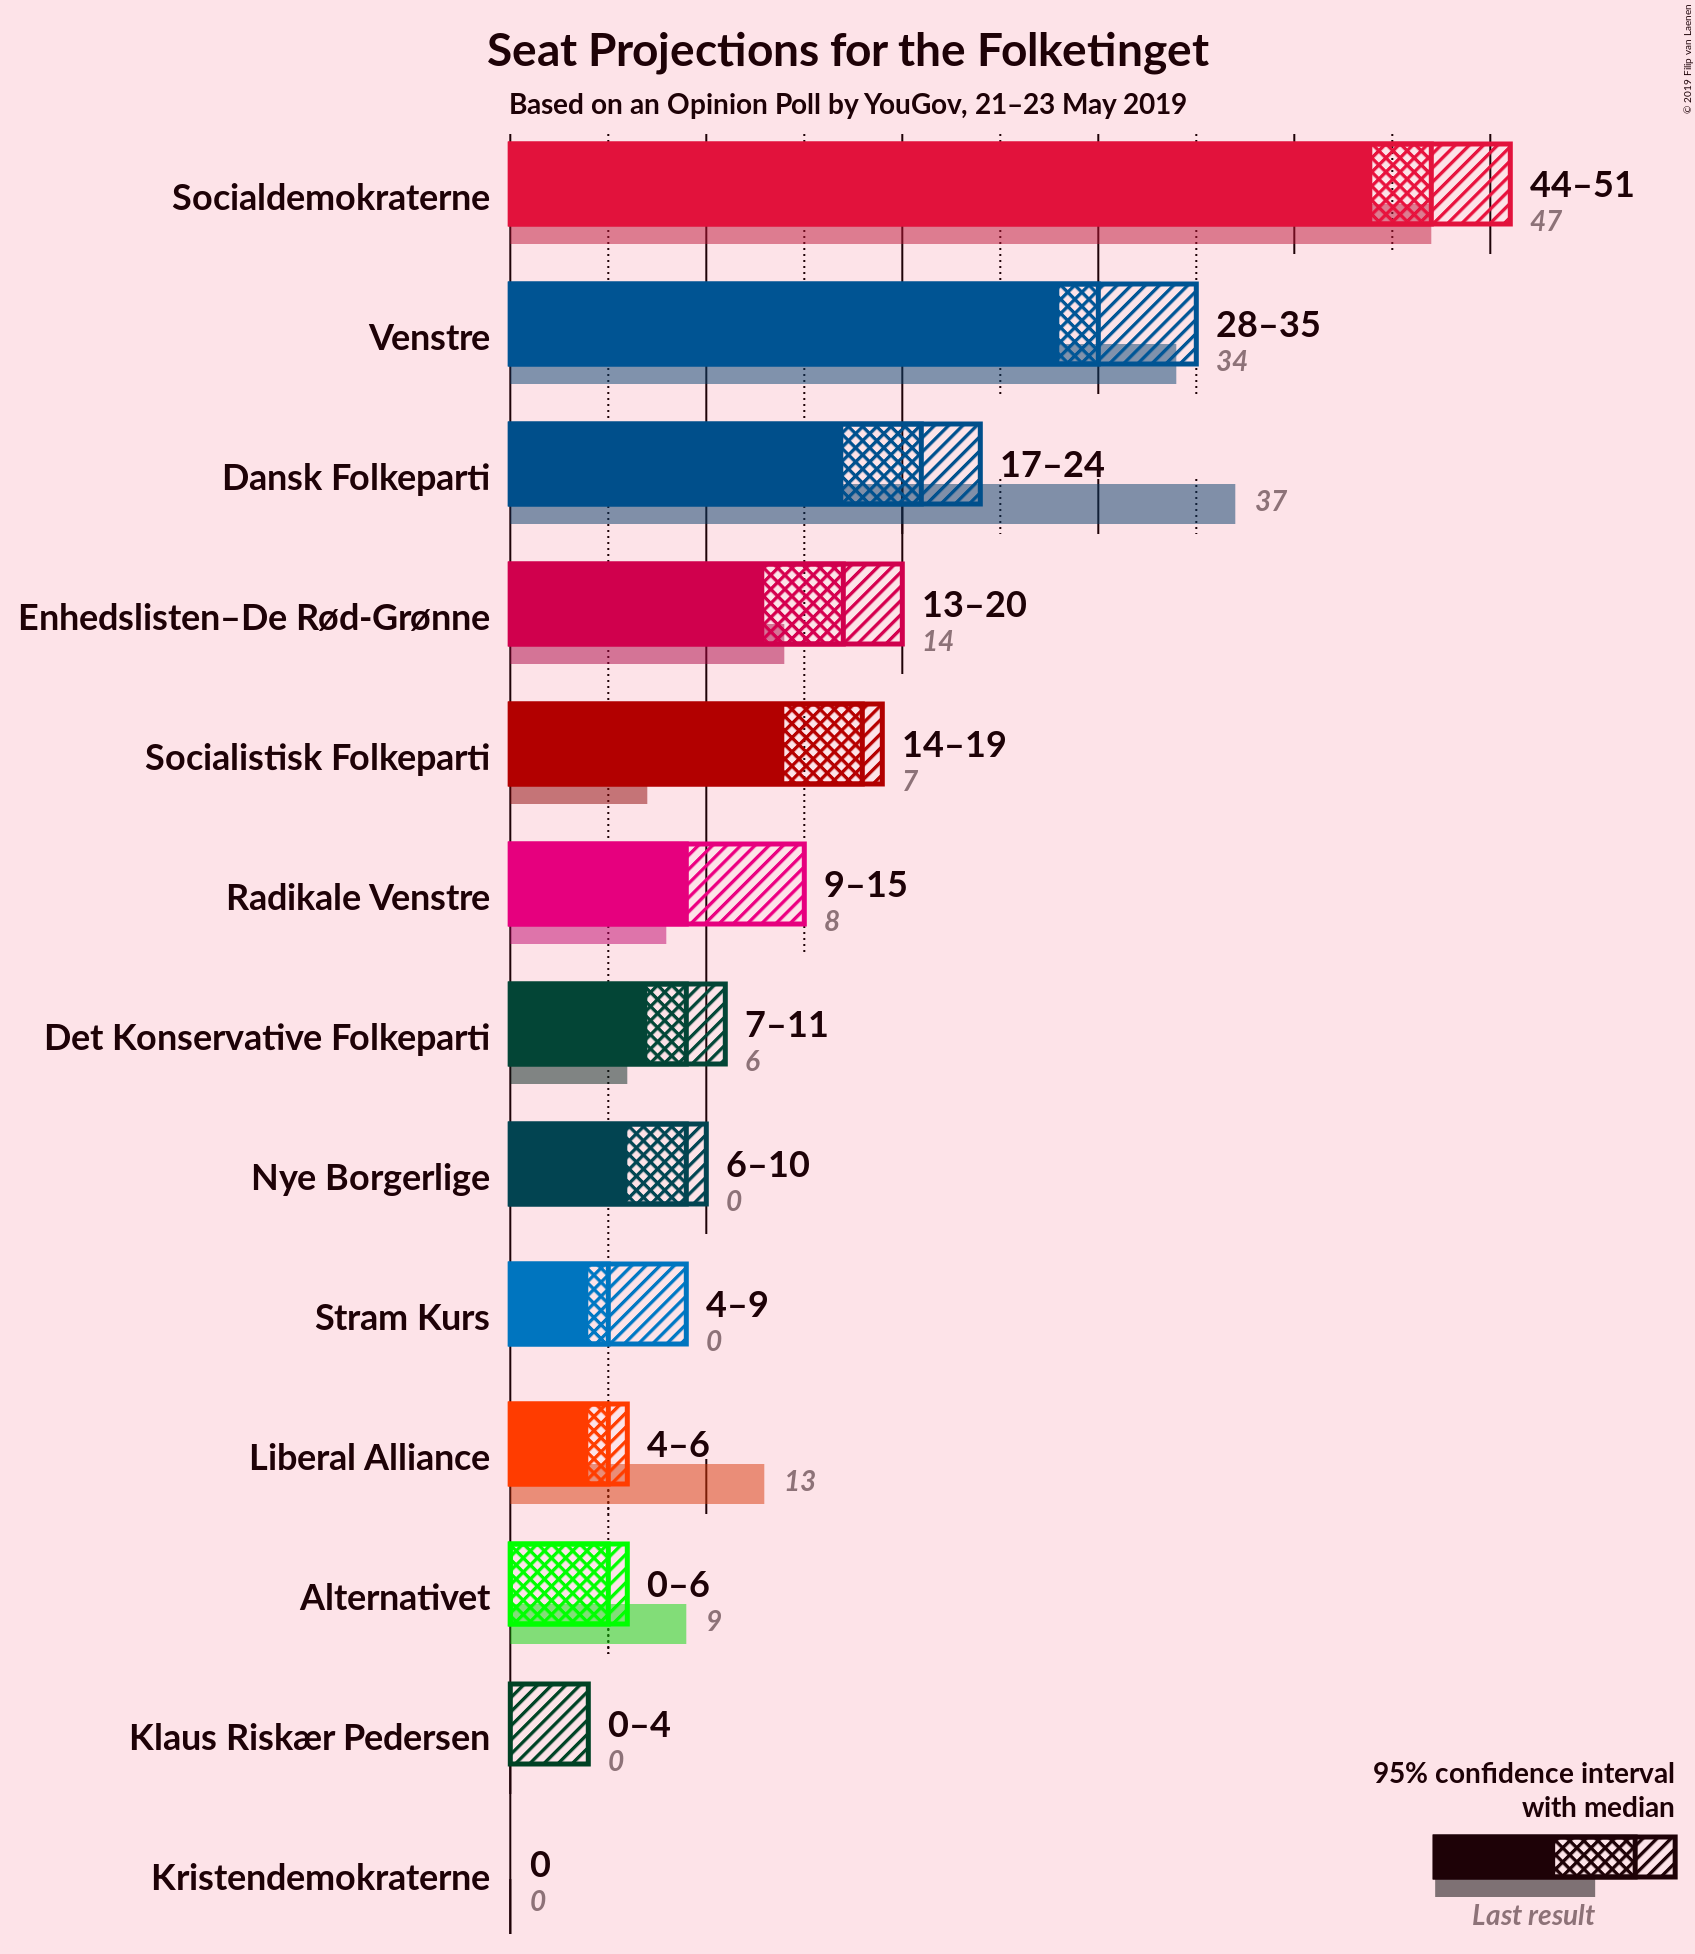 Seat Projections for the Folketinget
Based on an Opinion Poll by YouGov, 21–23 May 2019
© 2019 Filip van Laenen
Socialdemokraterne
44–51
47
Venstre
28–35
34
Dansk Folkeparti
17–24
37
Enhedslisten–De Rød-Grønne
13–20
14
Socialistisk Folkeparti
14–19
7
Radikale Venstre
9–15
8
Det Konservative Folkeparti
7–11
6
Nye Borgerlige
6–10
0
Stram Kurs
4–9
0
Liberal Alliance
4–6
13
Alternativet
0–6
9
Klaus Riskær Pedersen
0–4
0
Kristendemokraterne
0
0
95% confidence interval
with median
Last result